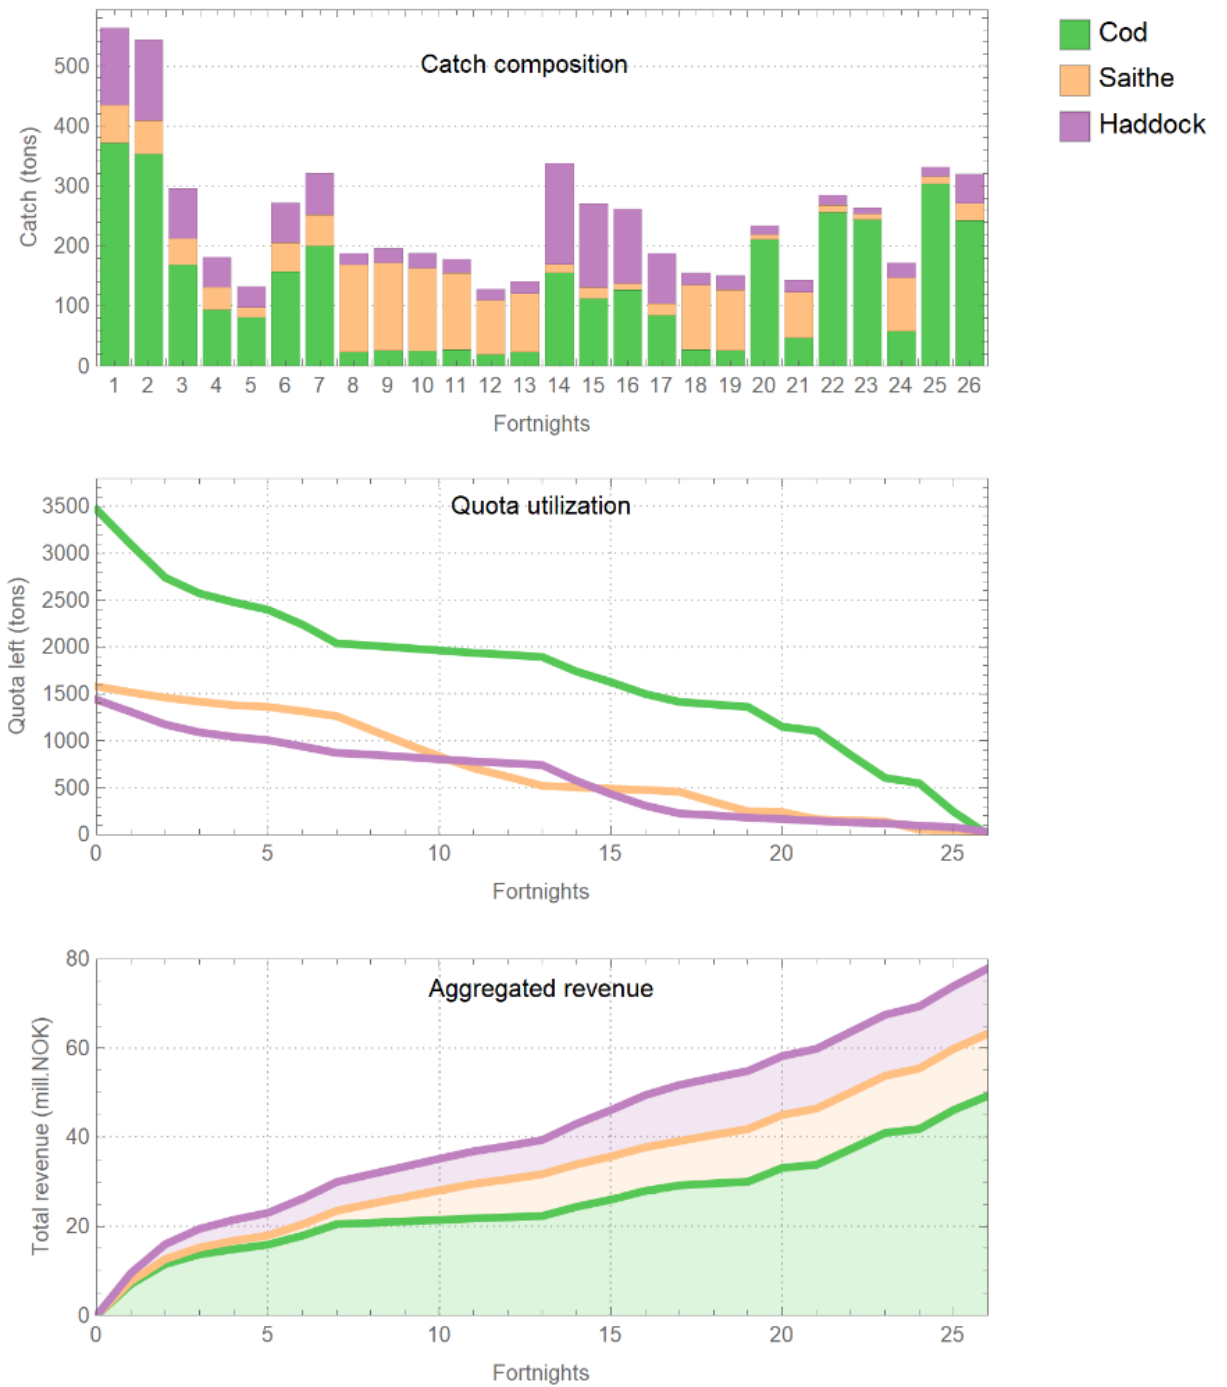 Catch composition
Cod
Saithe
Haddock
Catch (tons)
500
400
300
200
100
0
1 2 3 4 5 6 7 8 9 10 11 12 13 14 15 16 17 18 19 20 21 22 23 24 25 26
Fortnights
Quota utilization
Quota left (tons)
3500
3000
2500
2000
1500
1000
500
0
0 5 10 15 20 25
Fortnights
Aggregated revenue
Total revenue (mill.NOK)
80
60
40
20
0
0 5 10 15 20 25
Fortnights